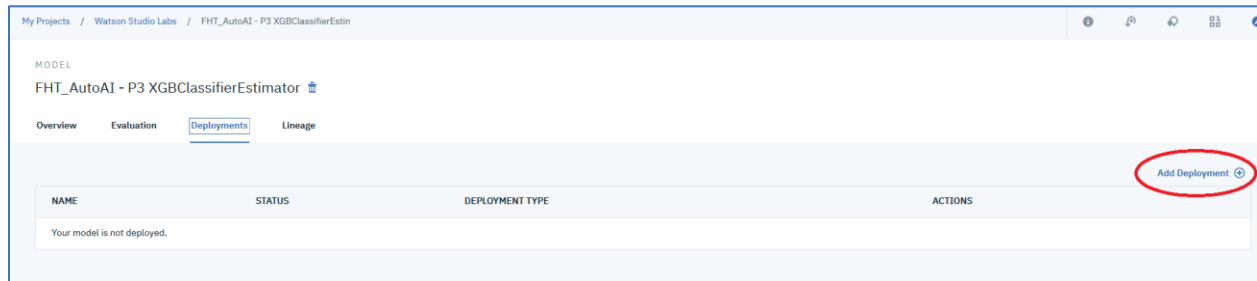 My Projects / Watson Studio Labs / FHT_AutoAI - P3 XGBClassifierEstin
MODEL
FHT_AutoAI - P3 XGBClassifierEstimator
Overview Evaluation Deployments Lineage
Add Deployment
NAME STATUS DEPLOYMENT TYPE ACTIONS
Your model is not deployed.